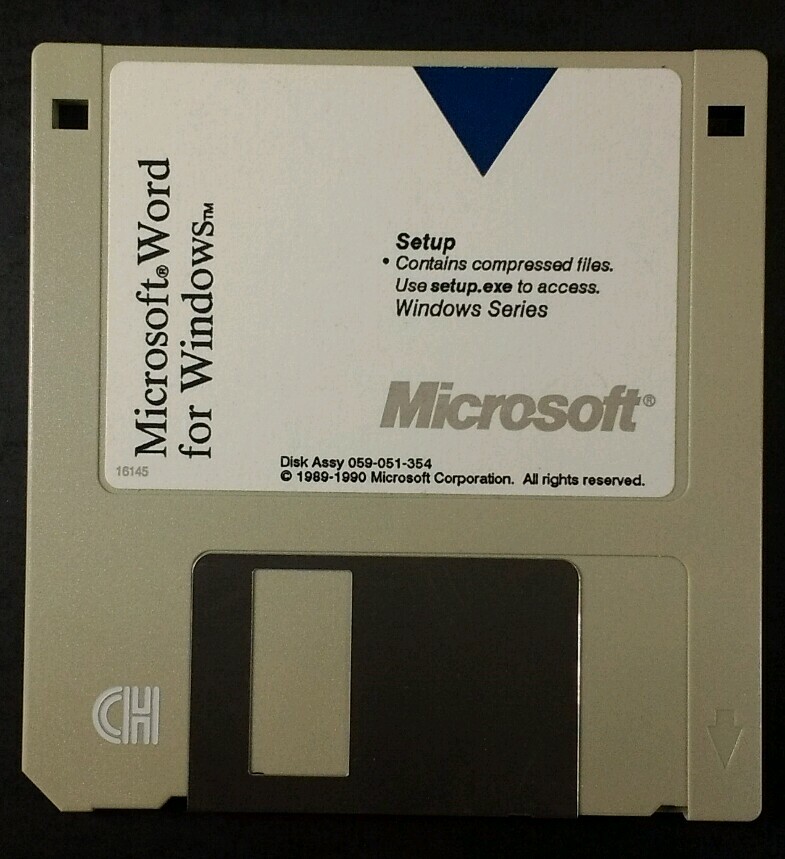 Microsoft® Word
for Windows™
Setup
• Contains compressed files.
Use setup.exe to access.
Windows Series
Microsoft®
16145
Disk Assy 059-051-354
© 1989-1990 Microsoft Corporation. All rights reserved.
CH